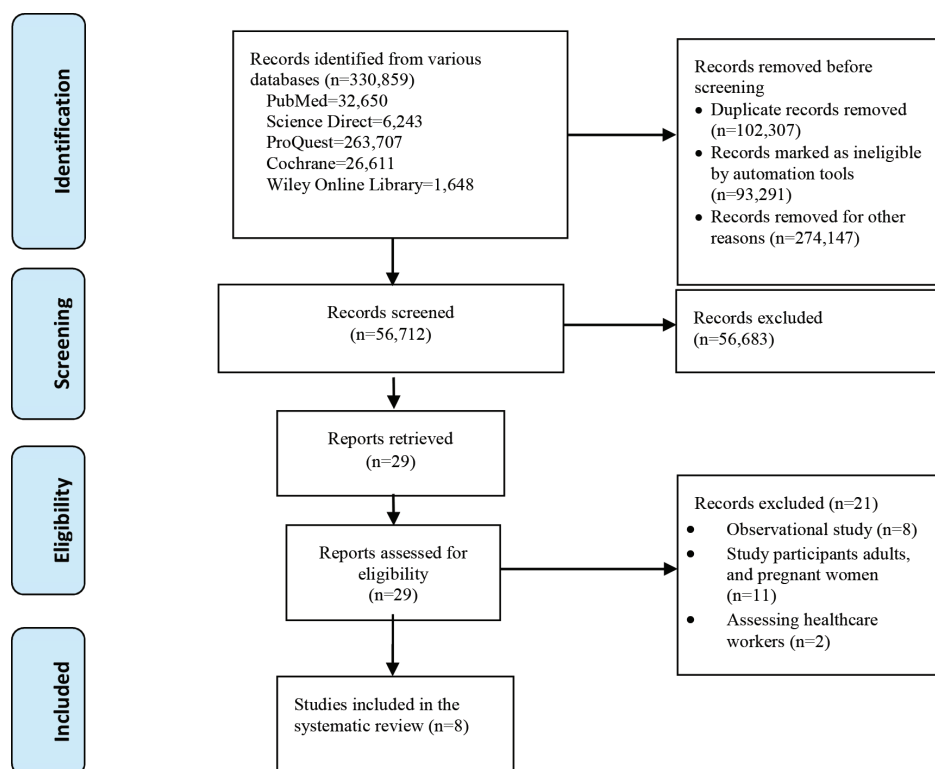 Identification
Records identified from various
databases (n=330,859)
PubMed=32,650
Science Direct=6,243
ProQuest=263,707
Cochrane=26,611
Wiley Online Library=1,648
Records removed before
screening
• Duplicate records removed
(n=102,307)
• Records marked as ineligible
by automation tools
(n=93,291)
• Records removed for other
reasons (n=274,147)
Screening
Records screened
(n=56,712)
Records excluded
(n=56,683)
Reports retrieved
(n=29)
Eligibility
Reports assessed for
eligibility
(n=29)
Records excluded (n=21)
• Observational study (n=8)
• Study participants adults,
and pregnant women
(n=11)
• Assessing healthcare
workers (n=2)
Included
Studies included in the
systematic review (n=8)